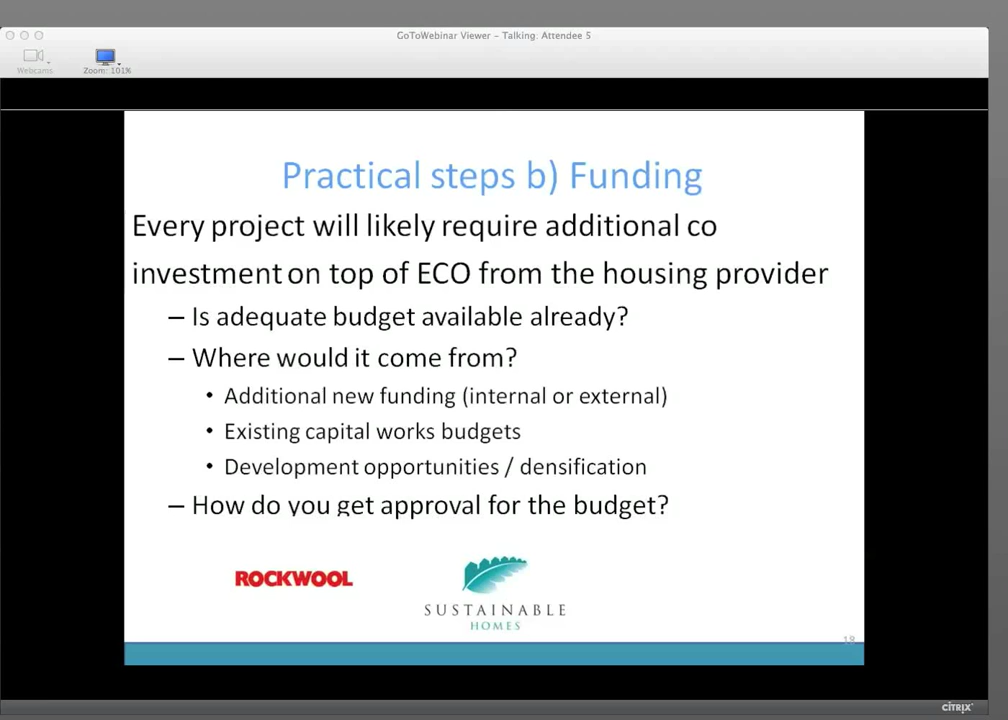 GoToWebinar Viewer - Talking: Attendee 5
Webcams
Zoom: 101%
Practical steps b) Funding
Every project will likely require additional co
investment on top of ECO from the housing provider
– Is adequate budget available already?
– Where would it come from?
• Additional new funding (internal or external)
• Existing capital works budgets
• Development opportunities / densification
– How do you get approval for the budget?
ROCKWOOL
SUSTAINABLE
HOMES
19
CITRIX